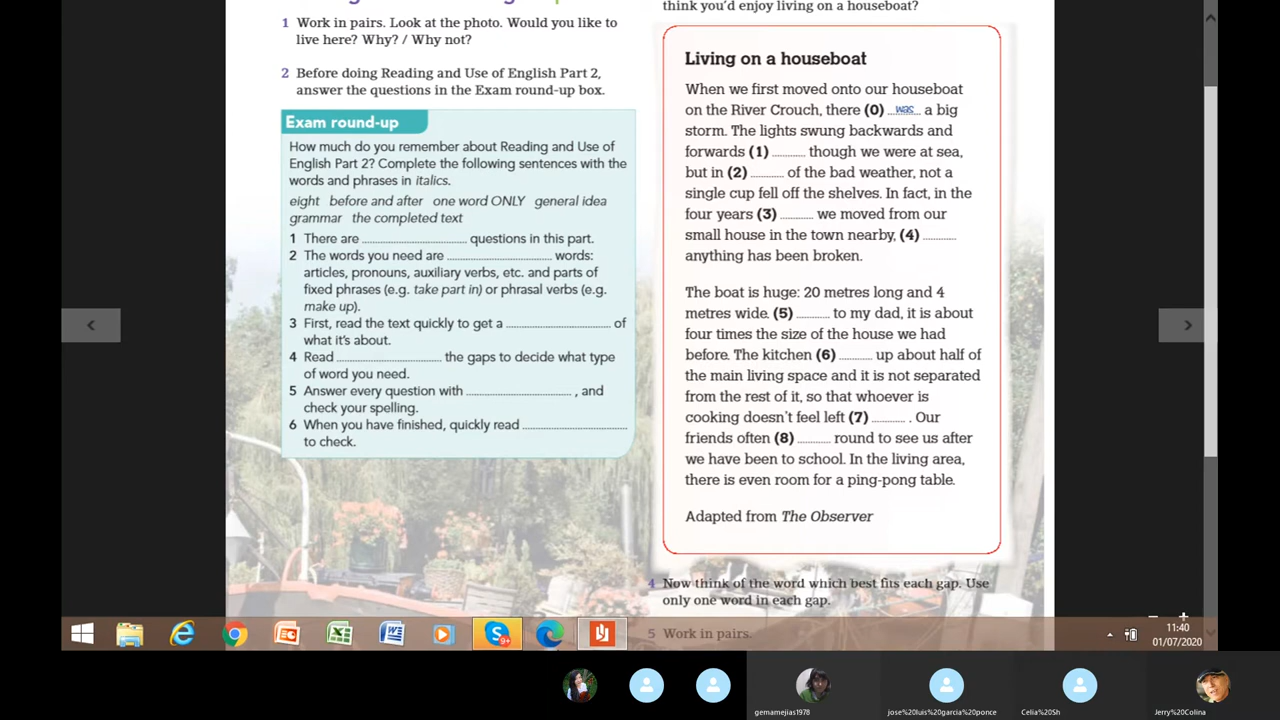 think you'd enjoy living on a houseboat?
1 Work in pairs. Look at the photo. Would you like to
live here? Why? / Why not?
2 Before doing Reading and Use of English Part 2,
answer the questions in the Exam round-up box.
Exam round-up
How much do you remember about Reading and Use of
English Part 2? Complete the following sentences with the
words and phrases in italics.
eight before and after one word ONLY general idea
grammar the completed text
1 There are .................... questions in this part.
2 The words you need are .................... words:
articles, pronouns, auxiliary verbs, etc. and parts of
fixed phrases (e.g. take part in) or phrasal verbs (e.g.
make up).
3 First, read the text quickly to get a .................... of
what it's about.
4 Read .................... the gaps to decide what type
of word you need.
5 Answer every question with .................... , and
check your spelling.
6 When you have finished, quickly read ....................
to check.
Living on a houseboat
When we first moved onto our houseboat
on the River Crouch, there (0) ...was... a big
storm. The lights swung backwards and
forwards (1) .......... though we were at sea,
but in (2) .......... of the bad weather, not a
single cup fell off the shelves. In fact, in the
four years (3) .......... we moved from our
small house in the town nearby, (4) ..........
anything has been broken.
The boat is huge: 20 metres long and 4
metres wide. (5) .......... to my dad, it is about
four times the size of the house we had
before. The kitchen (6) .......... up about half of
the main living space and it is not separated
from the rest of it, so that whoever is
cooking doesn't feel left (7) .......... . Our
friends often (8) .......... round to see us after
we have been to school. In the living area,
there is even room for a ping-pong table.
Adapted from The Observer
4 Now think of the word which best fits each gap. Use
only one word in each gap.
5 Work in pairs.
9+
11:40
01/07/2020
gemamejias1978
jose%20luis%20garcia%20ponce
Celia%20Sh
Jerry%20Colina